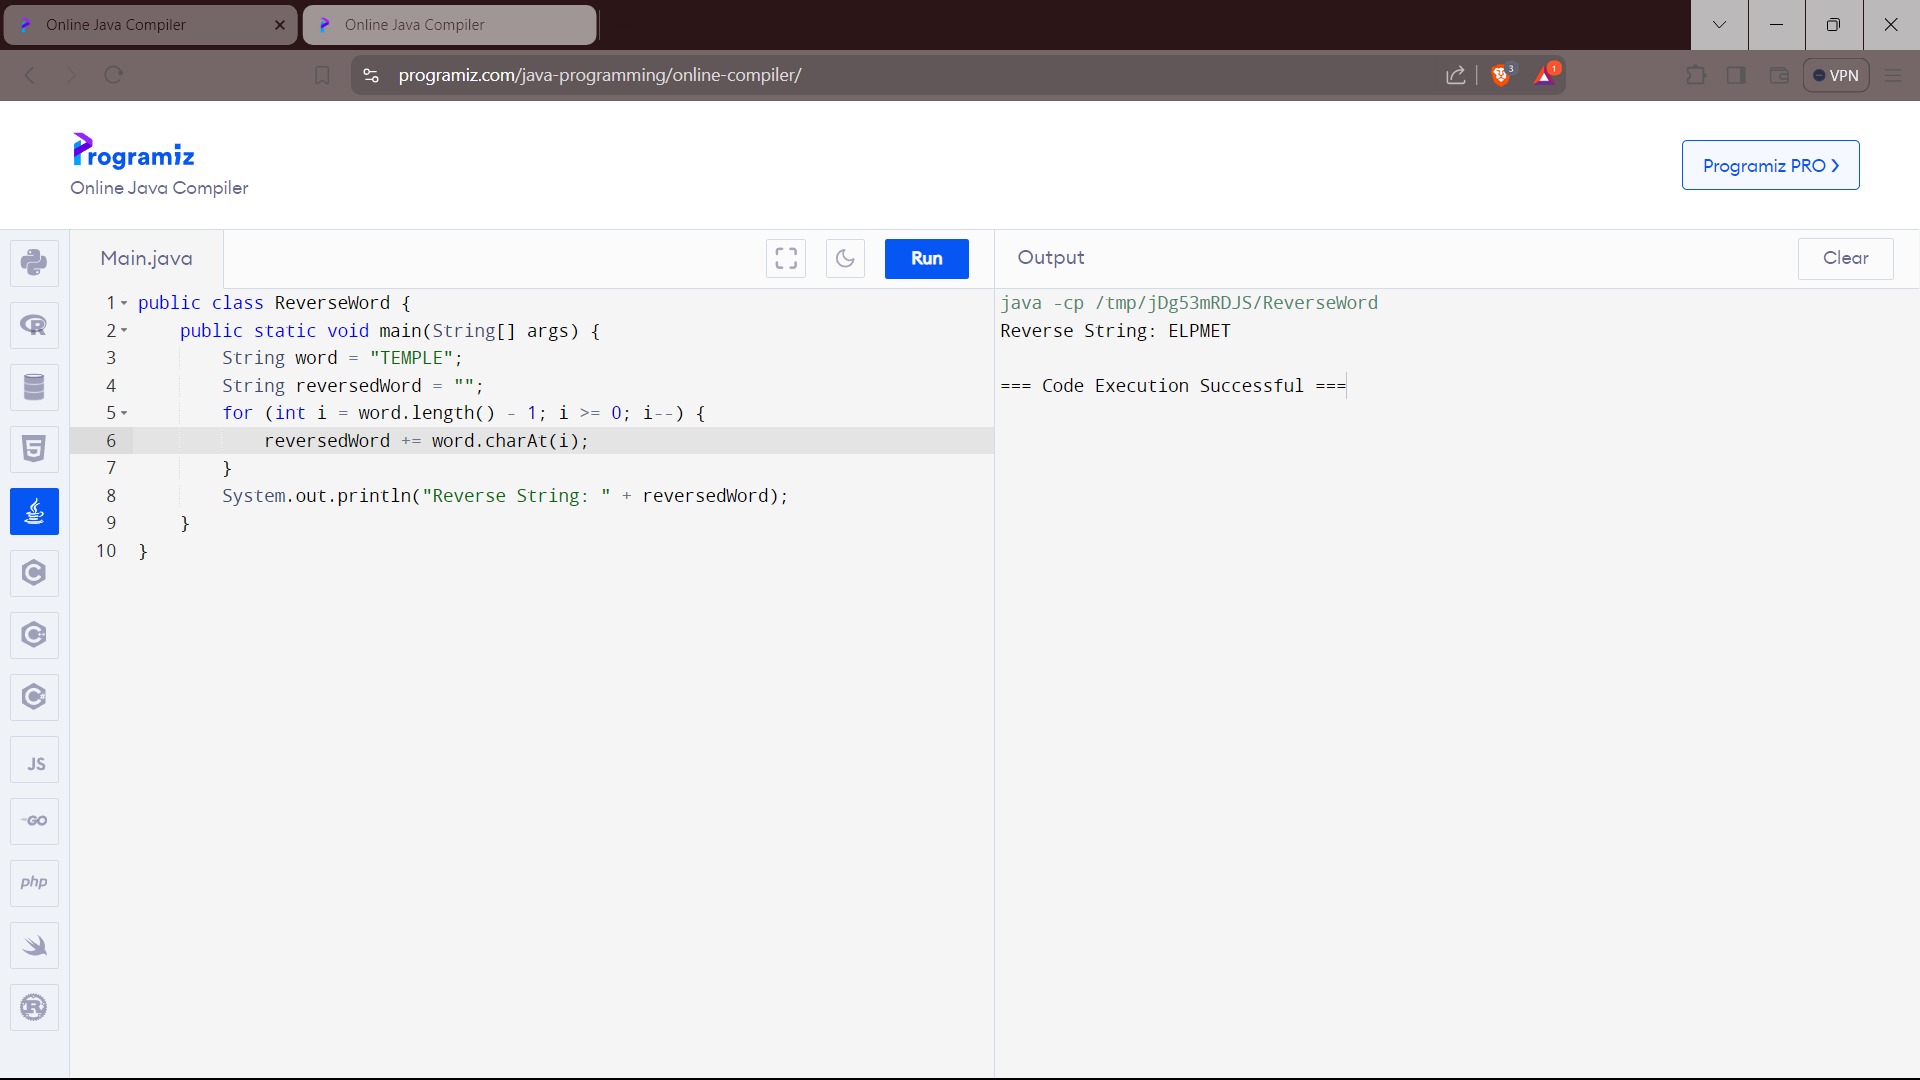 Online Java Compiler
Online Java Compiler
programiz.com/java-programming/online-compiler/
3
1
VPN
Programiz
Online Java Compiler
Programiz PRO
Main.java
Run
Output
Clear
1 public class ReverseWord {
2     public static void main(String[] args) {
3         String word = "TEMPLE";
4         String reversedWord = "";
5         for (int i = word.length() - 1; i >= 0; i--) {
6             reversedWord += word.charAt(i);
7         }
8         System.out.println("Reverse String: " + reversedWord);
9     }
10 }
java -cp /tmp/jDg53mRDJS/ReverseWord
Reverse String: ELPMET
=== Code Execution Successful ===
R
5
C
C
C
JS
GO
php
R